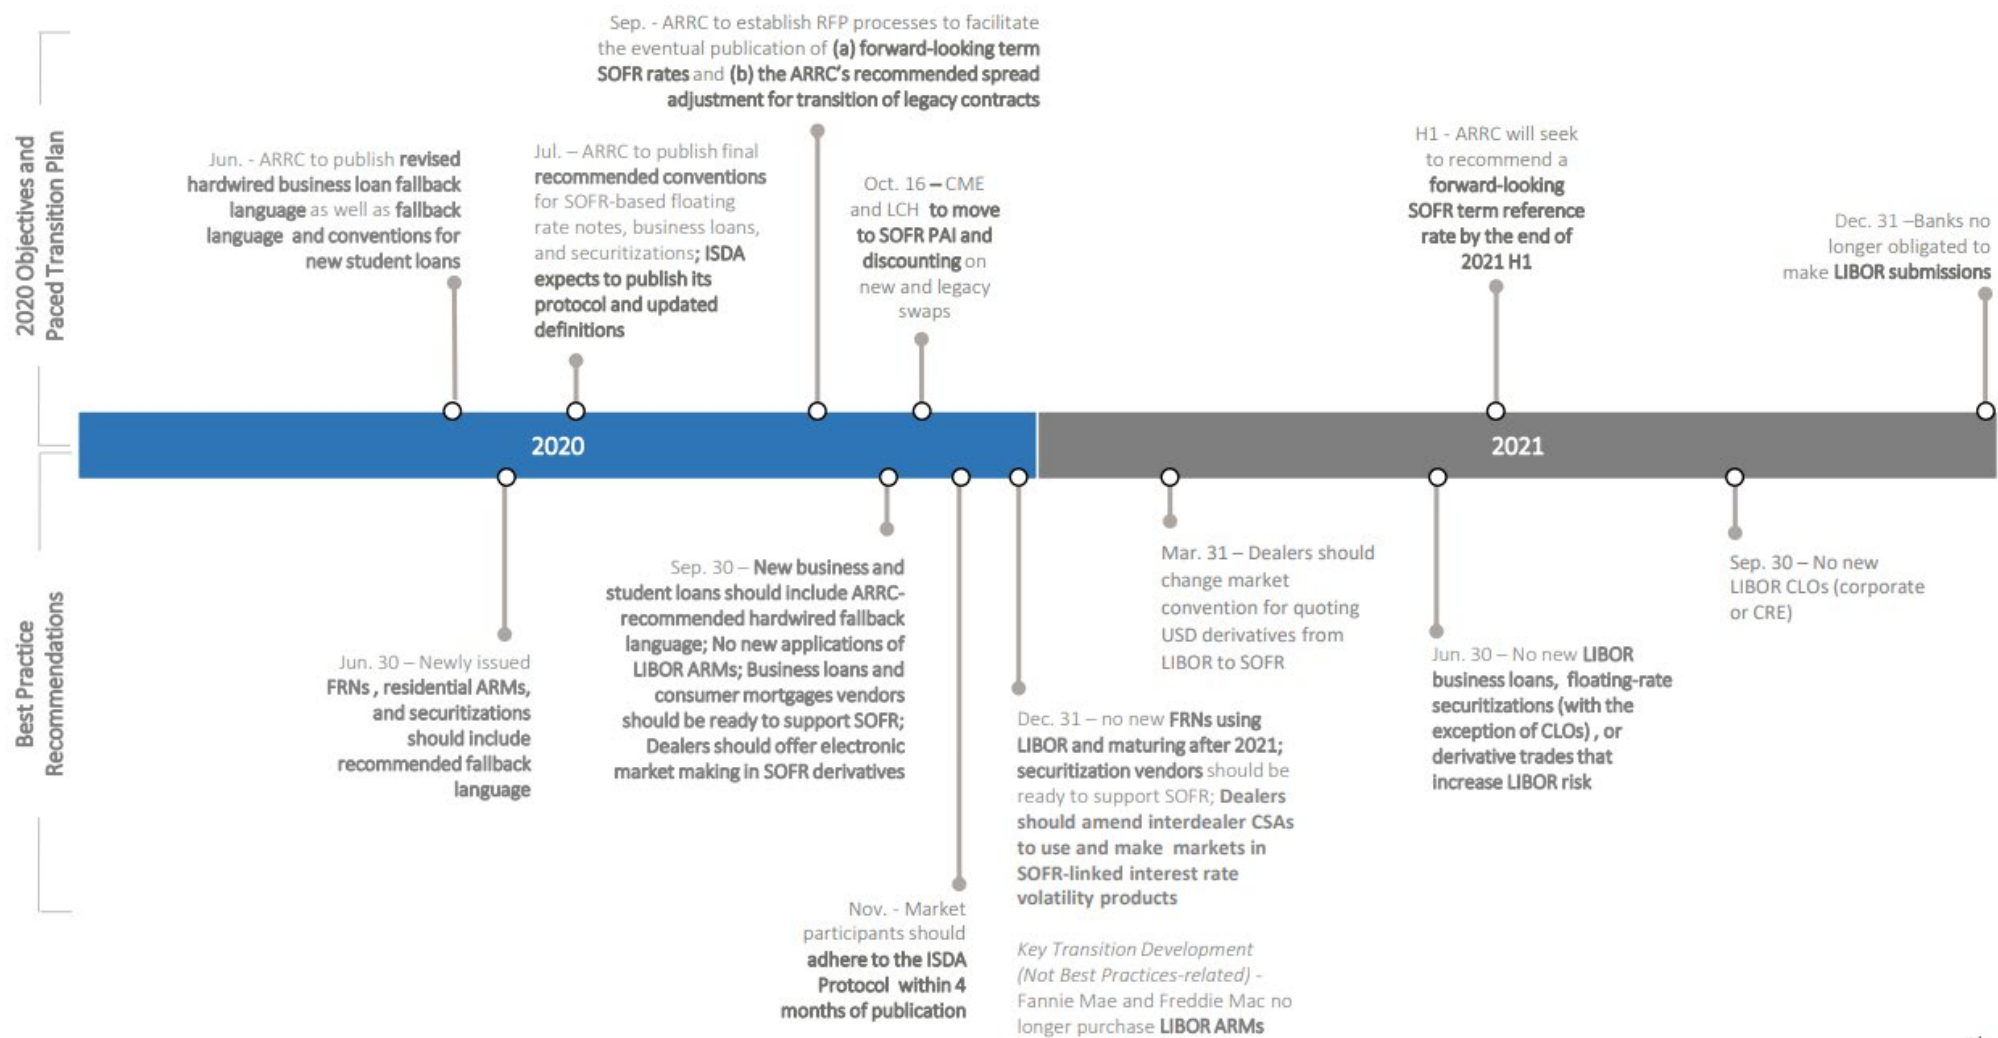 2020 Objectives and
Paced Transition Plan
Jun. - ARRC to publish revised
hardwired business loan fallback
language as well as fallback
language and conventions for
new student loans
Jul. – ARRC to publish final
recommended conventions
for SOFR-based floating
rate notes, business loans,
and securitizations; ISDA
expects to publish its
protocol and updated
definitions
Sep. - ARRC to establish RFP processes to facilitate
the eventual publication of (a) forward-looking term
SOFR rates and (b) the ARRC's recommended spread
adjustment for transition of legacy contracts
Oct. 16 – CME
and LCH to move
to SOFR PAI and
discounting on
new and legacy
swaps
H1 - ARRC will seek
to recommend a
forward-looking
SOFR term reference
rate by the end of
2021 H1
Dec. 31 –Banks no
longer obligated to
make LIBOR submissions
2020
2021
Best Practice
Recommendations
Jun. 30 – Newly issued
FRNs , residential ARMs,
and securitizations
should include
recommended fallback
language
Sep. 30 – New business and
student loans should include ARRC-
recommended hardwired fallback
language; No new applications of
LIBOR ARMs; Business loans and
consumer mortgages vendors
should be ready to support SOFR;
Dealers should offer electronic
market making in SOFR derivatives
Nov. - Market
participants should
adhere to the ISDA
Protocol within 4
months of publication
Dec. 31 – no new FRNs using
LIBOR and maturing after 2021;
securitization vendors should be
ready to support SOFR; Dealers
should amend interdealer CSAs
to use and make markets in
SOFR-linked interest rate
volatility products
Key Transition Development
(Not Best Practices-related) -
Fannie Mae and Freddie Mac no
longer purchase LIBOR ARMs
Mar. 31 – Dealers should
change market
convention for quoting
USD derivatives from
LIBOR to SOFR
Jun. 30 – No new LIBOR
business loans, floating-rate
securitizations (with the
exception of CLOs) , or
derivative trades that
increase LIBOR risk
Sep. 30 – No new
LIBOR CLOs (corporate
or CRE)